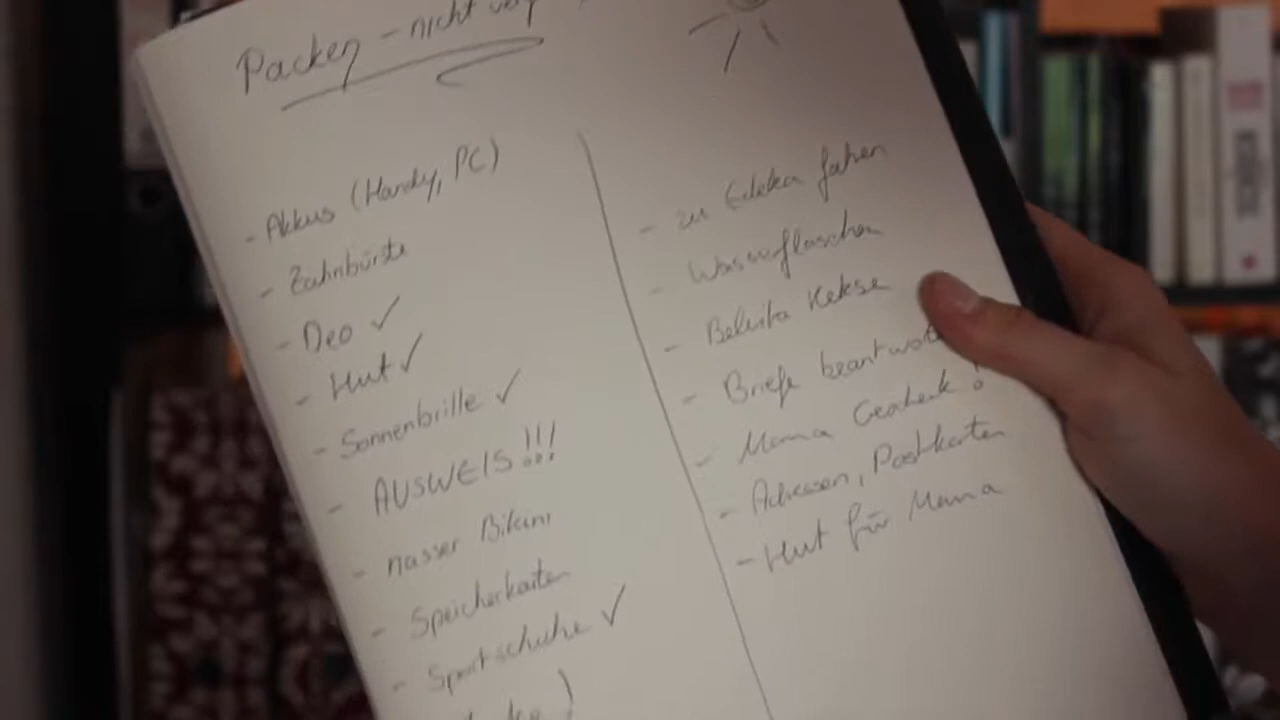 Packen - nicht
- Akkus (Handy, PC)
- Zahnbürste
- Deo ✓
- Hut ✓
- Sonnenbrille ✓
- AUSWEIS !!!
- nasser Bikini
- Speicherkarten
- Sportschuhe ✓
- zu Edeka fahren
- Wasserflaschen
- Belvita Kekse
- Briefe
- Mama Geschenk !
- Adressen, Postkarten
- Hut für Mama